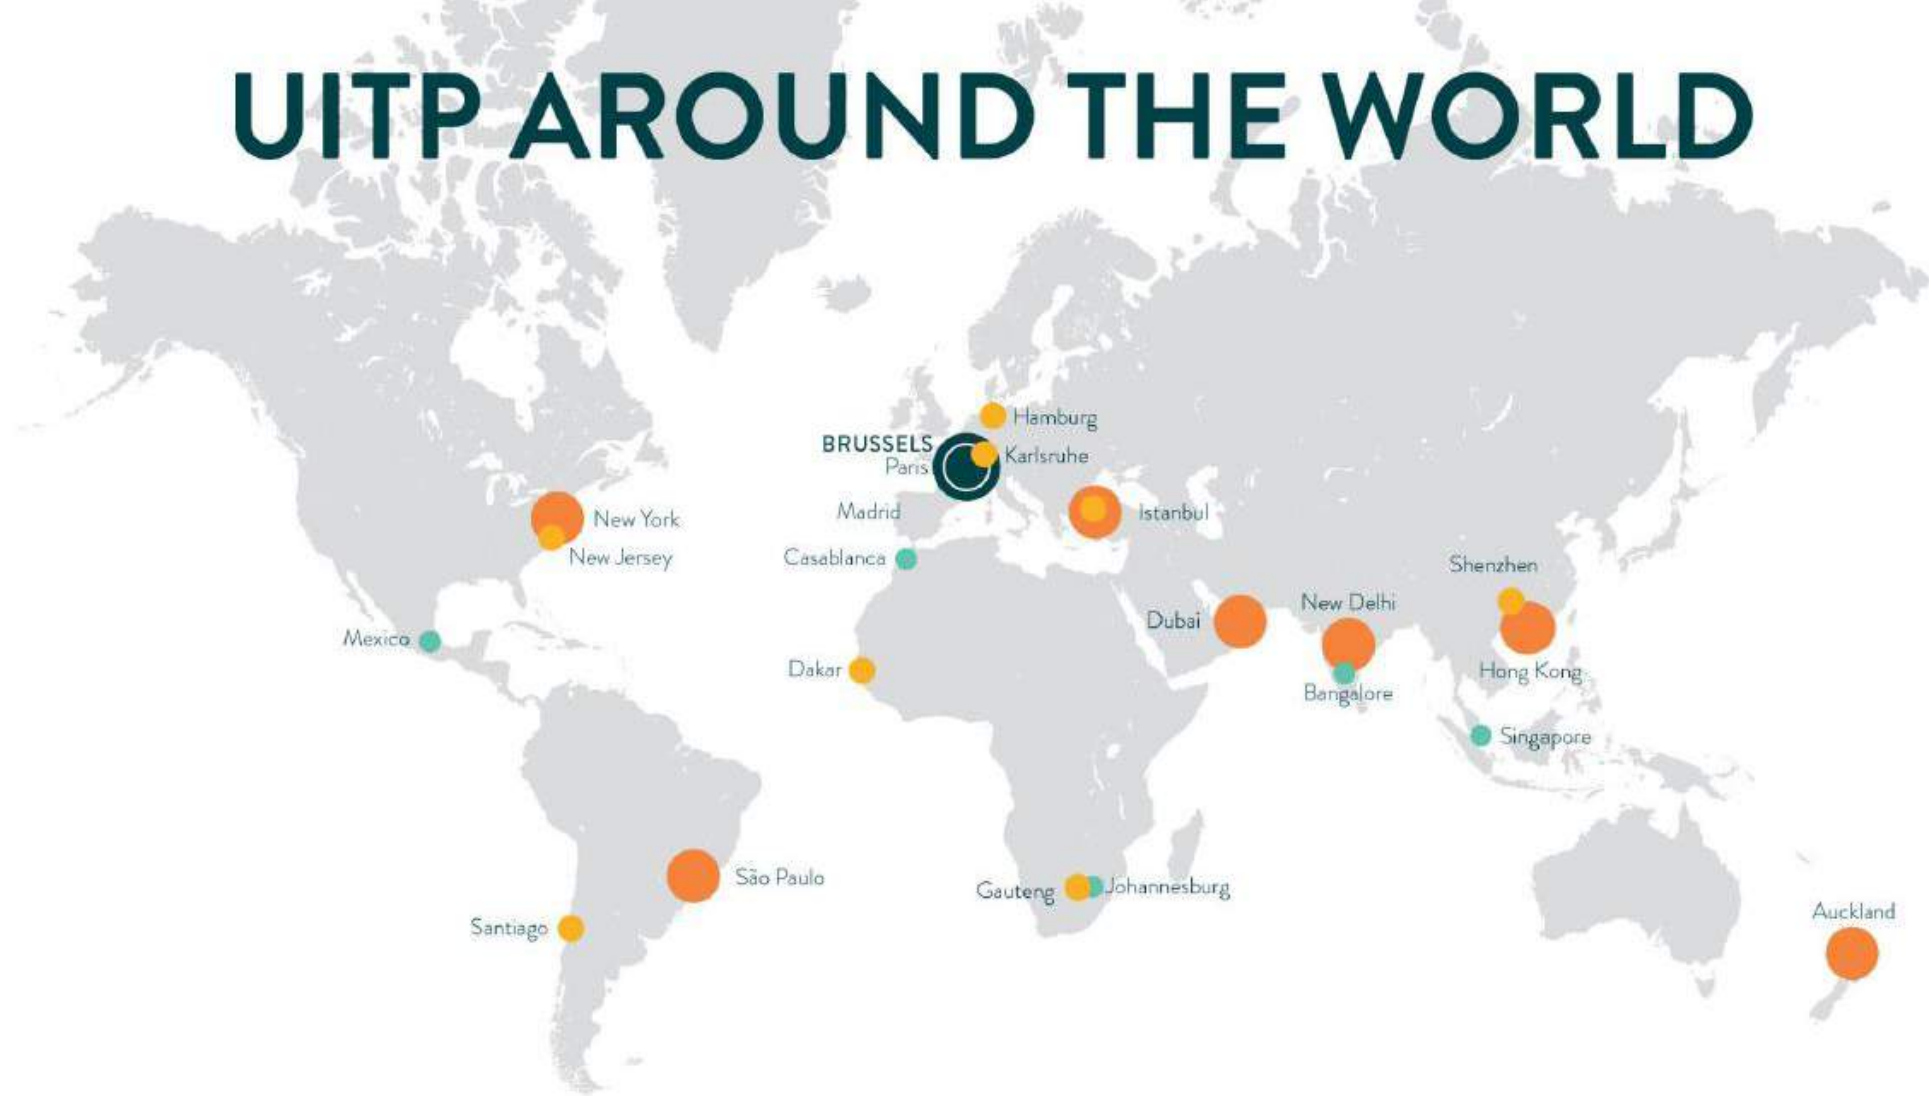 UITP AROUND THE WORLD
Hamburg
BRUSSELS
Karlsruhe
Paris
Madrid
Istanbul
New York
New Jersey
Casablanca
Shenzhen
New Delhi
Dubai
Mexico
Dakar
Hong Kong
Bangalore
Singapore
São Paulo
Gauteng
Johannesburg
Santiago
Auckland